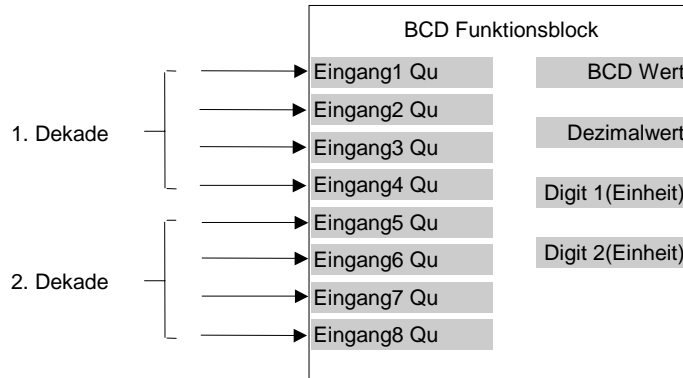 BCD Funktionsblock
Eingang1 Qu
Eingang2 Qu
Eingang3 Qu
Eingang4 Qu
Eingang5 Qu
Eingang6 Qu
Eingang7 Qu
Eingang8 Qu
1. Dekade
2. Dekade
BCD Wert
Dezimalwert
Digit 1(Einheit)
Digit 2(Einheit)